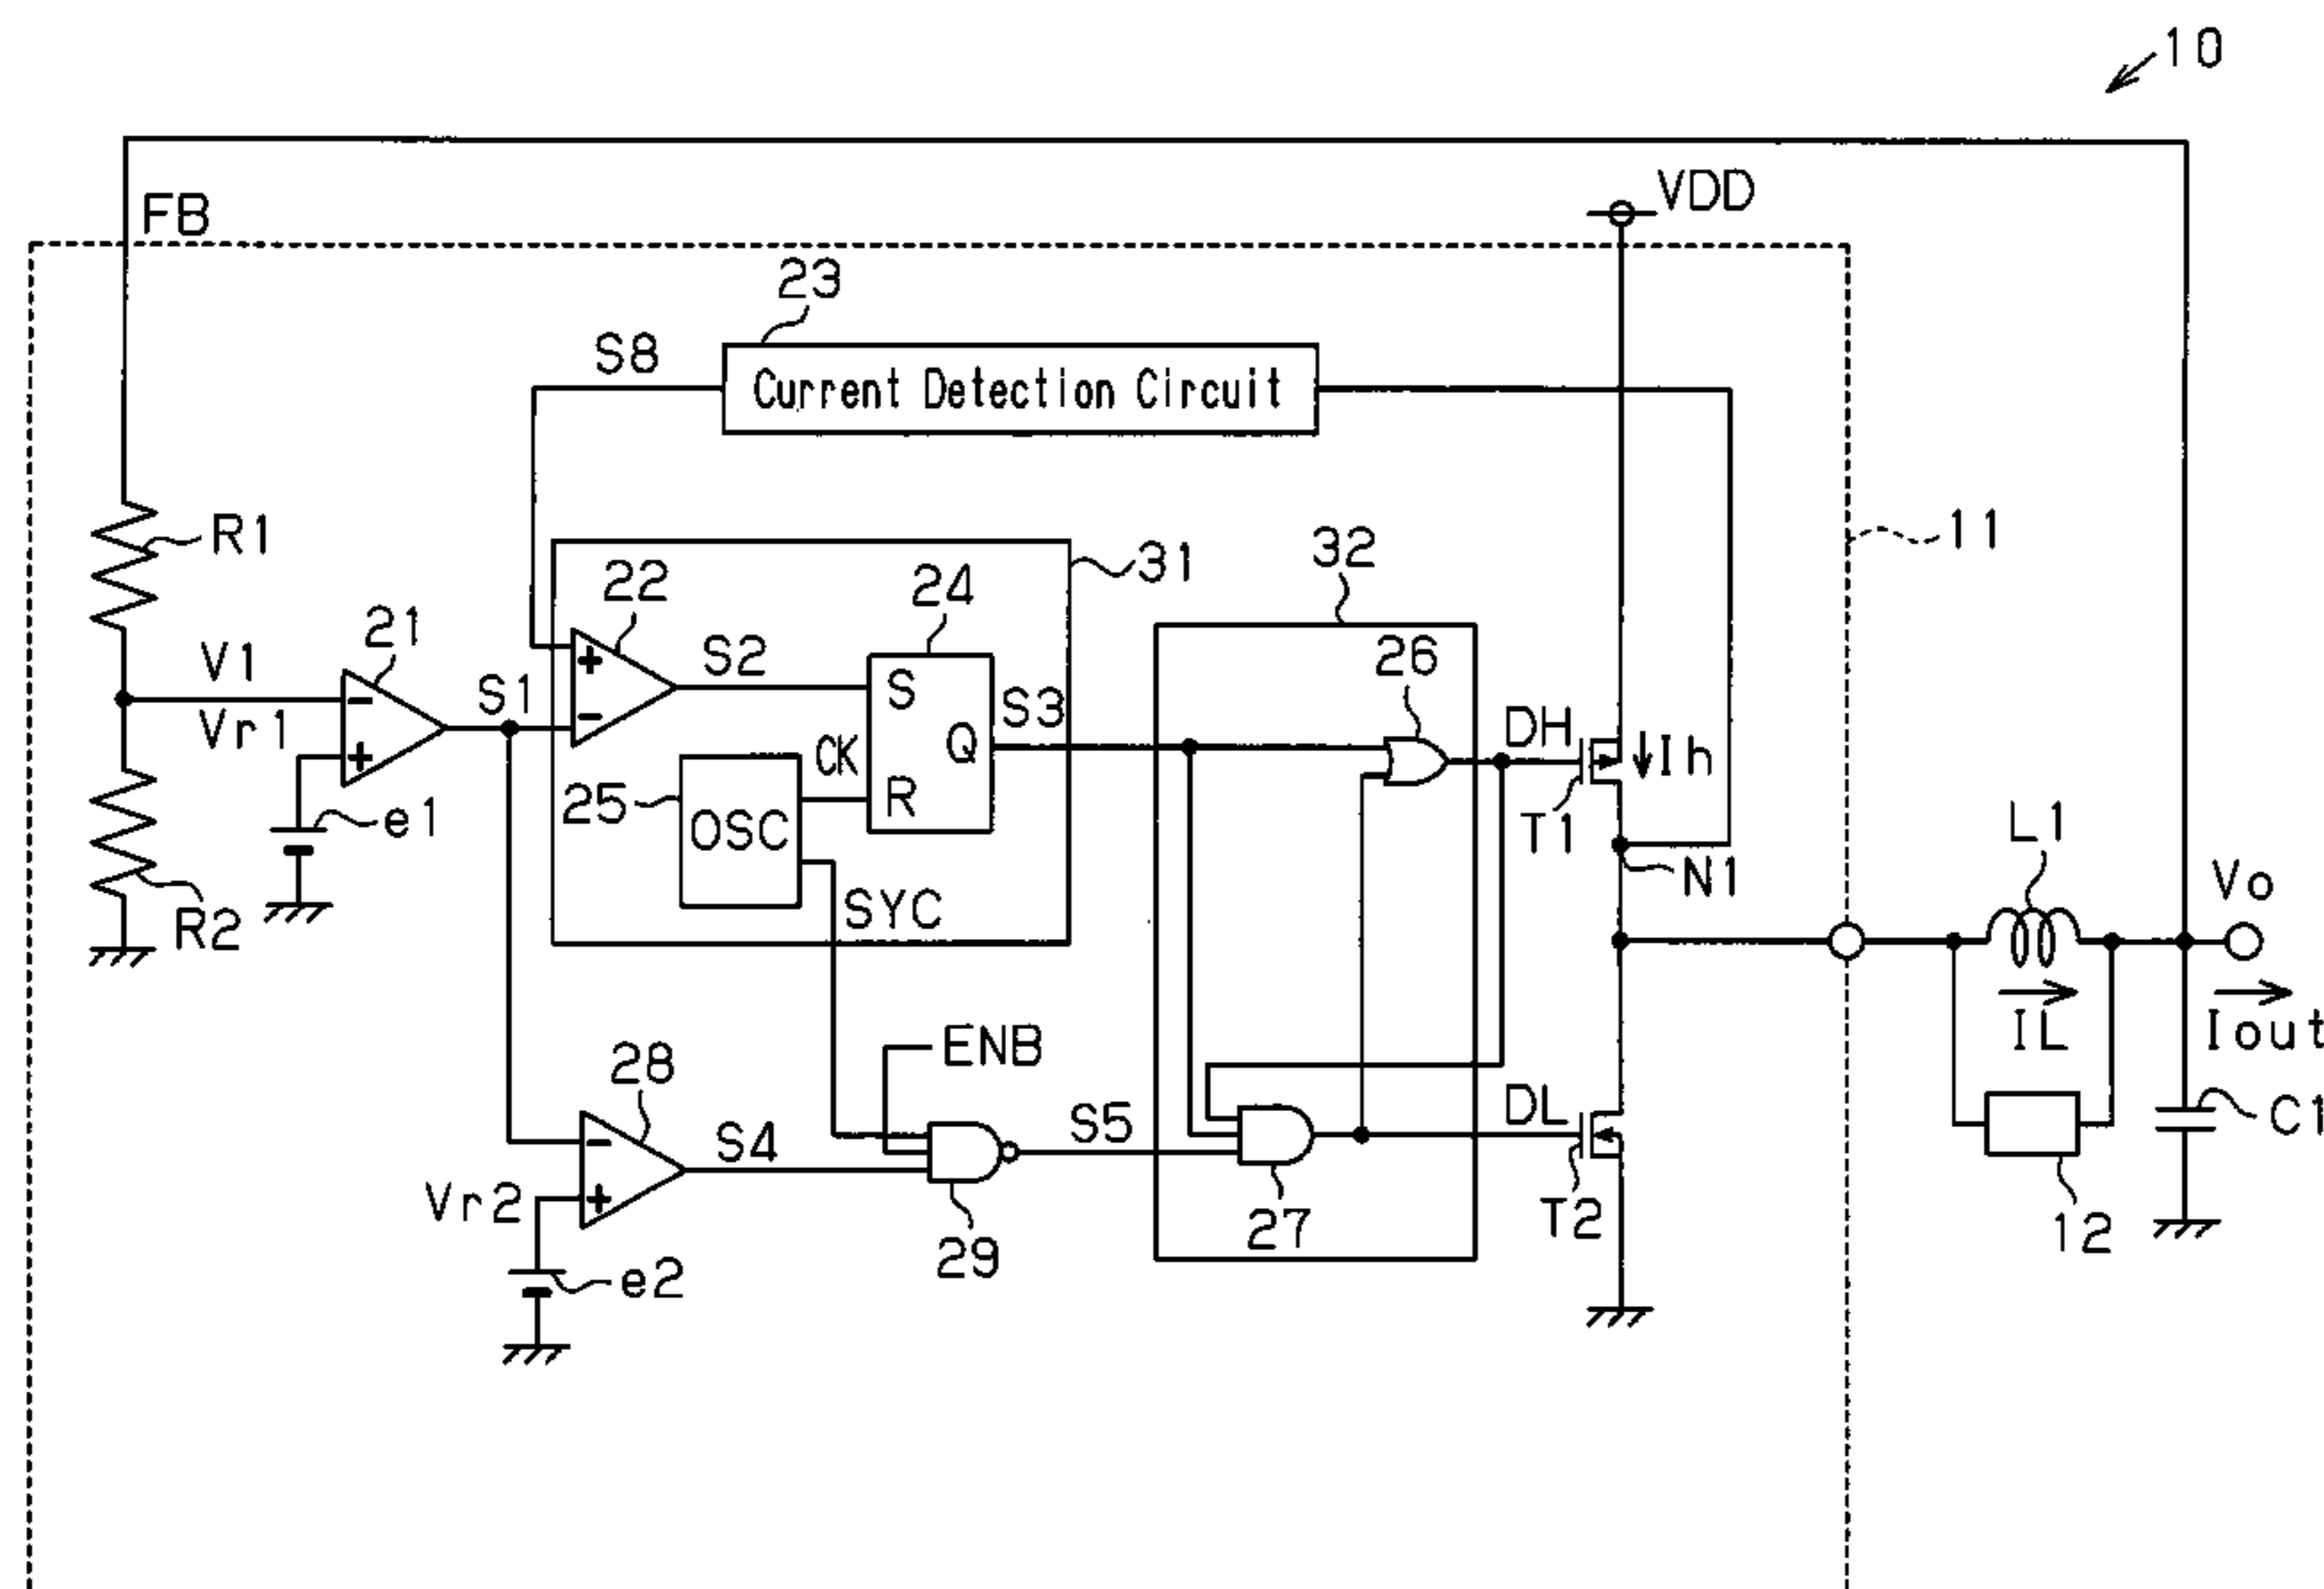 10
FB
VDD
23
S8
Current Detection Circuit
R1
11
31
32
22
24
21
26
V1
S2
S
S1
S3
DH
Vr1
Q
CK
Ih
25
R
e1
OSC
T1
L1
N1
Vo
R2
SYC
ENB
IL
Iout
28
DL
S5
C1
S4
Vr2
T2
27
12
29
e2